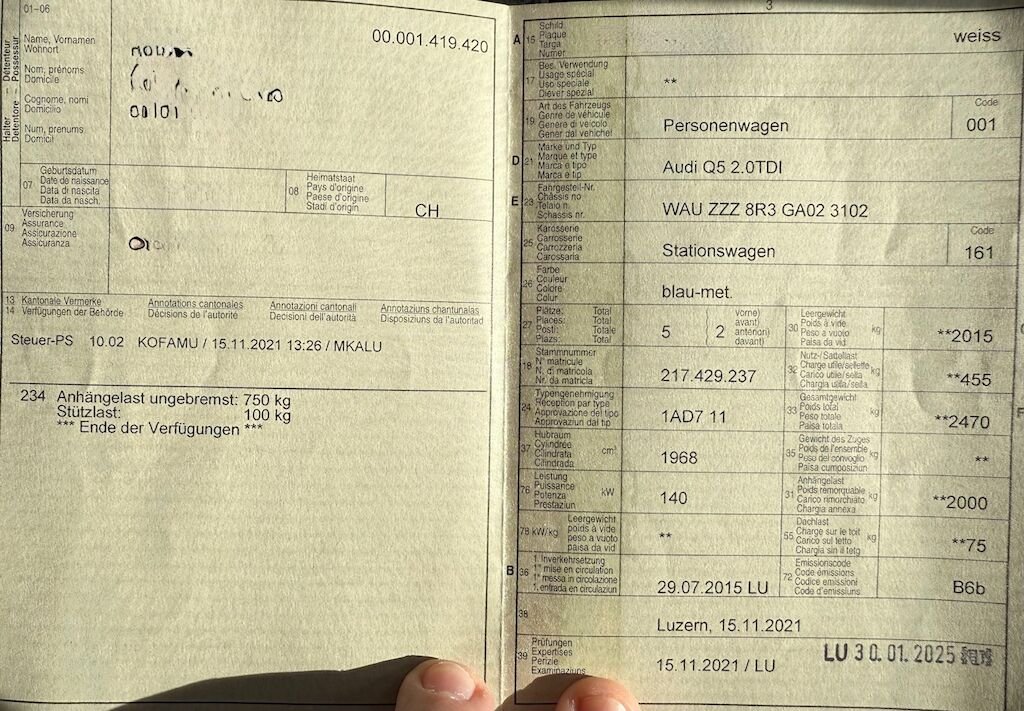 01-06
Halter
Détenteur
Detentore
Possessur
Name, Vornamen
Wohnort
Nom, prénoms
Domicile
Cognome, nomi
Domicilio
Num, prenums
Domicil
00.001.419.420
07
Geburtsdatum
Date de naissance
Data di nascita
Data da nasch.
08
Heimatstaat
Pays d'origine
Paese d'origine
Stadi d'origin
CH
09
Versicherung
Assurance
Assicurazione
Assicuranza
13 Kantonale Vermerke
14 Verfügungen der Behörde
Annotations cantonales
Décisions de l'autorité
Annotazioni cantonali
Decisioni dell'autorità
Annotaziuns chantunalas
Disposiziuns da l'autoritad
Steuer-PS 10.02 KOFAMU / 15.11.2021 13:26 / MKALU
234 Anhängelast ungebremst: 750 kg
Stützlast: 100 kg
*** Ende der Verfügungen ***
3
A 15
Schild
Plaque
Targa
Numer
weiss
17
Bes. Verwendung
Usage spécial
Uso speciale
Diever spezial
**
19
Art des Fahrzeugs
Genre de véhicule
Genere di veicolo
Gener dal vehichel
Personenwagen
Code
001
D 21
Marke und Typ
Marque et type
Marca e tipo
Marca e tip
Audi Q5 2.0TDI
E 23
Fahrgestell-Nr.
Châssis no
Telaio n.
Schassis nr.
WAU ZZZ 8R3 GA02 3102
25
Karosserie
Carrosserie
Carrozzeria
Carossaria
Stationswagen
Code
161
26
Farbe
Couleur
Colore
Colur
blau-met.
27
Plätze: Total
Places: Total
Posti: Totale
Plazs: Total
5 ( 2
vorne)
avant)
anteriori)
davant)
30
Leergewicht
Poids à vide
Peso a vuoto
Paisa da vid
kg
**2015
18
Stammnummer
N° matricule
N. di matricola
Nr. da matricla
217.429.237
32
Nutz-/Sattellast
Charge utile/sellette
Carico utile/sella
Chargia utila/sella
kg
**455
24
Typengenehmigung
Réception par type
Approvazione del tipo
Approvaziun dal tip
1AD7 11
33
Gesamtgewicht
Poids total
Peso totale
Paisa totala
kg
**2470
37
Hubraum
Cylindrée
Cilindrata
Cilindrada
cm³
1968
35
Gewicht des Zuges
Poids de l'ensemble
Peso del convoglio
Paisa cumposiziun
kg
**
76
Leistung
Puissance
Potenza
Prestaziun
kW
140
31
Anhängelast
Poids remorquable
Carico rimorchiato
Chargia annexa
kg
**2000
78 kW/kg
Leergewicht
poids à vide
peso a vuoto
paisa da vid
**
55
Dachlast
Charge sur le toit
Carico sul tetto
Chargia sin il tetg
kg
**75
B 36
1. Inverkehrsetzung
1re mise en circulation
1a messa in circolazione
1. entrada en circulaziun
29.07.2015 LU
72
Emissionscode
Code émissions
Codice emissioni
Code d'emissiuns
B6b
38
Luzern, 15.11.2021
39
Prüfungen
Expertises
Perizie
Examinaziuns
15.11.2021 / LU
LU 30.01.2025